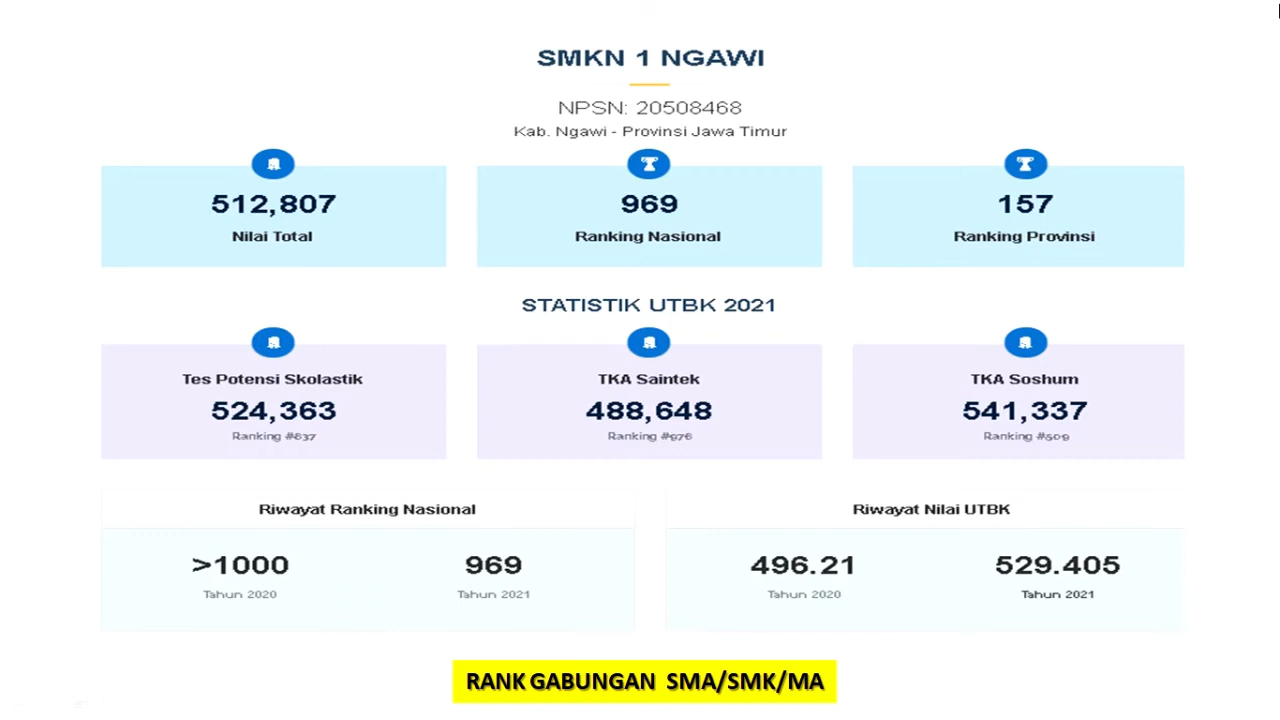 SMKN 1 NGAWI
NPSN: 20508468
Kab. Ngawi - Provinsi Jawa Timur
512,807
Nilai Total
969
Ranking Nasional
157
Ranking Provinsi
STATISTIK UTBK 2021
Tes Potensi Skolastik
524,363
Ranking #837
TKA Saintek
488,648
Ranking #976
TKA Soshum
541,337
Ranking #509
Riwayat Ranking Nasional
>1000
Tahun 2020
969
Tahun 2021
Riwayat Nilai UTBK
496.21
Tahun 2020
529.405
Tahun 2021
RANK GABUNGAN SMA/SMK/MA